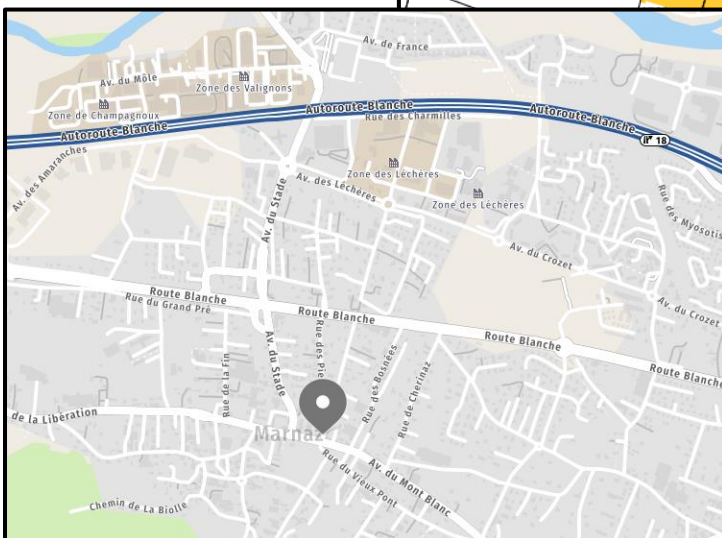 Av. de France
Av. du Môle
Zone des Valignons
Zone de Champagnoux
Autoroute Blanche
Autoroute Blanche
Autoroute Blanche
Rue des Charmilles
18
Av. des Amaranches
Zone des Léchères
Av. des Léchères
Zone des Léchères
Rue des Myosotis
Av. du Stade
Av. du Crozet
Av. du Crozet
Route Blanche
Rue du Grand Pré
Route Blanche
Route Blanche
Route Blanche
Rue des Pie
Av. du Stade
Rue de la Fin
Rue des Bosnées
Rue de Cherinaz
de la Libération
Marnaz
Rue du Vieux Pont
Av. du Mont Blanc
Chemin de La Biolle